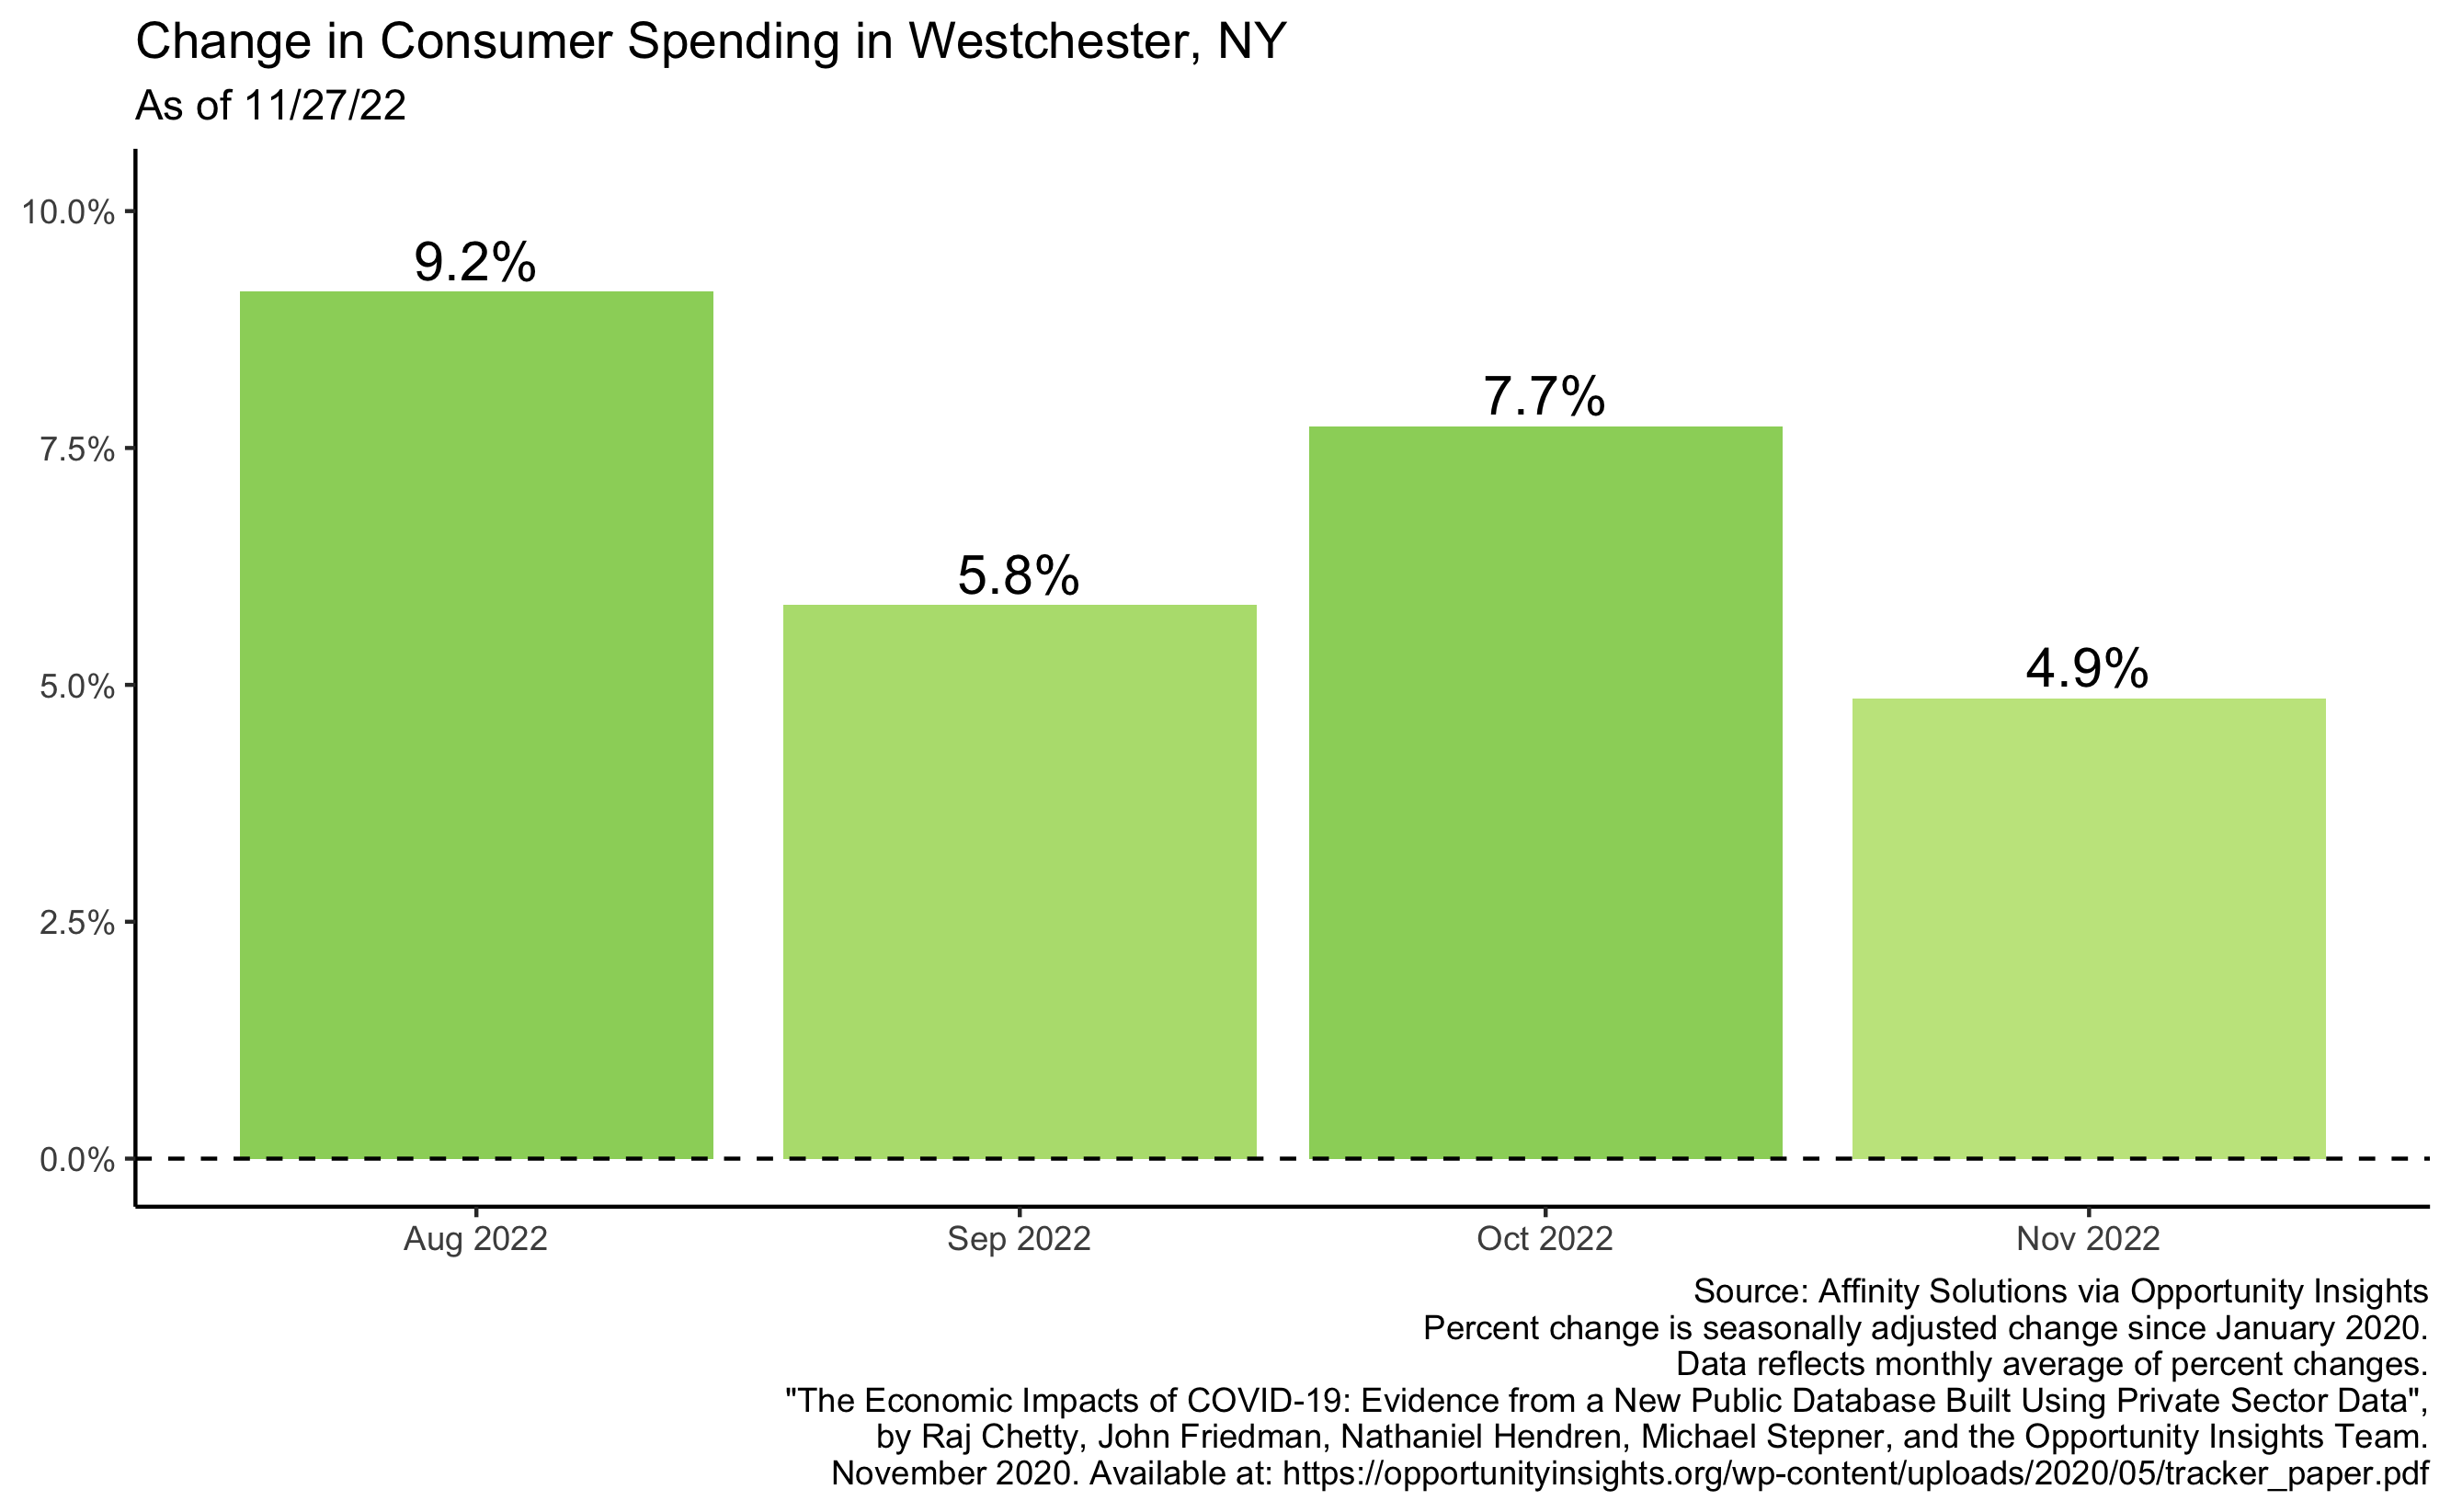 Change in Consumer Spending in Westchester, NY
As of 11/27/22
10.0%
7.5%
5.0%
2.5%
0.0%
9.2%
5.8%
7.7%
4.9%
Aug 2022
Sep 2022
Oct 2022
Nov 2022
Source: Affinity Solutions via Opportunity Insights
Percent change is seasonally adjusted change since January 2020.
Data reflects monthly average of percent changes.
"The Economic Impacts of COVID-19: Evidence from a New Public Database Built Using Private Sector Data",
by Raj Chetty, John Friedman, Nathaniel Hendren, Michael Stepner, and the Opportunity Insights Team.
November 2020. Available at: https://opportunityinsights.org/wp-content/uploads/2020/05/tracker_paper.pdf